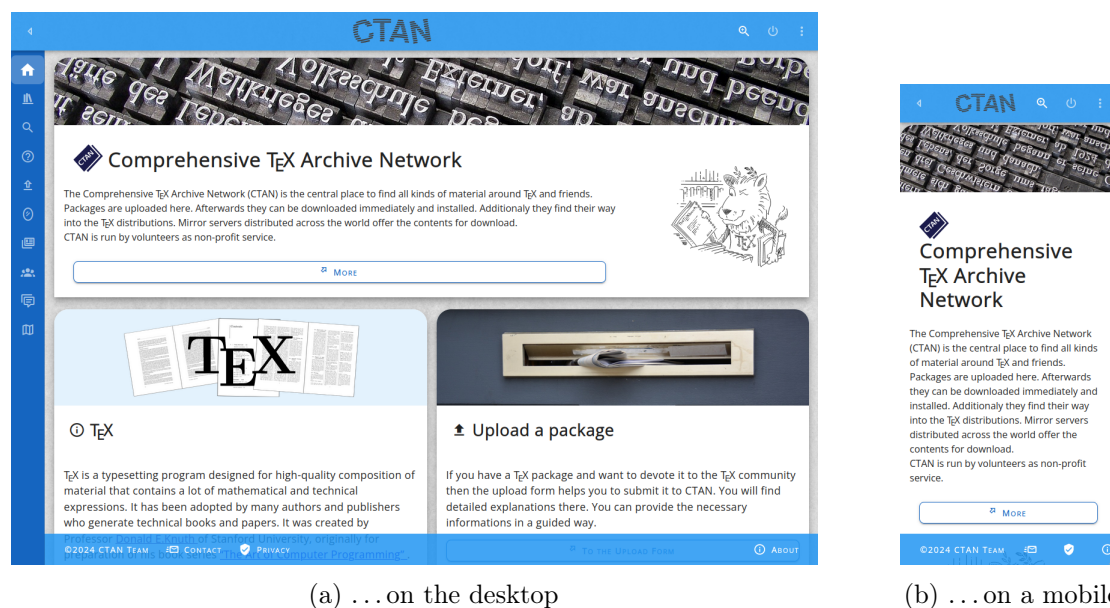 CTAN
Comprehensive TEX Archive Network
The Comprehensive TEX Archive Network (CTAN) is the central place to find all kinds of material around TEX and friends.
Packages are uploaded here. Afterwards they can be downloaded immediately and installed. Additionaly they find their way
into the TEX distributions. Mirror servers distributed across the world offer the contents for download.
CTAN is run by volunteers as non-profit service.
More
TEX
TEX
TEX is a typesetting program designed for high-quality composition of
material that contains a lot of mathematical and technical
expressions. It has been adopted by many authors and publishers
who generate technical books and papers. It was created by
Professor Donald E.Knuth of Stanford University, originally for
preparation of his book series "The Art of Computer Programming".
Upload a package
If you have a TEX package and want to devote it to the TEX community
then the upload form helps you to submit it to CTAN. You will find
detailed explanations there. You can provide the necessary
informations in a guided way.
To the Upload Form
©2024 CTAN Team Contact Privacy About
(a) ...on the desktop
CTAN
Comprehensive
TEX Archive
Network
The Comprehensive TEX Archive Network
(CTAN) is the central place to find all kinds
of material around TEX and friends.
Packages are uploaded here. Afterwards
they can be downloaded immediately and
installed. Additionaly they find their way
into the TEX distributions. Mirror servers
distributed across the world offer the
contents for download.
CTAN is run by volunteers as non-profit
service.
More
©2024 CTAN Team
(b) ...on a mobile